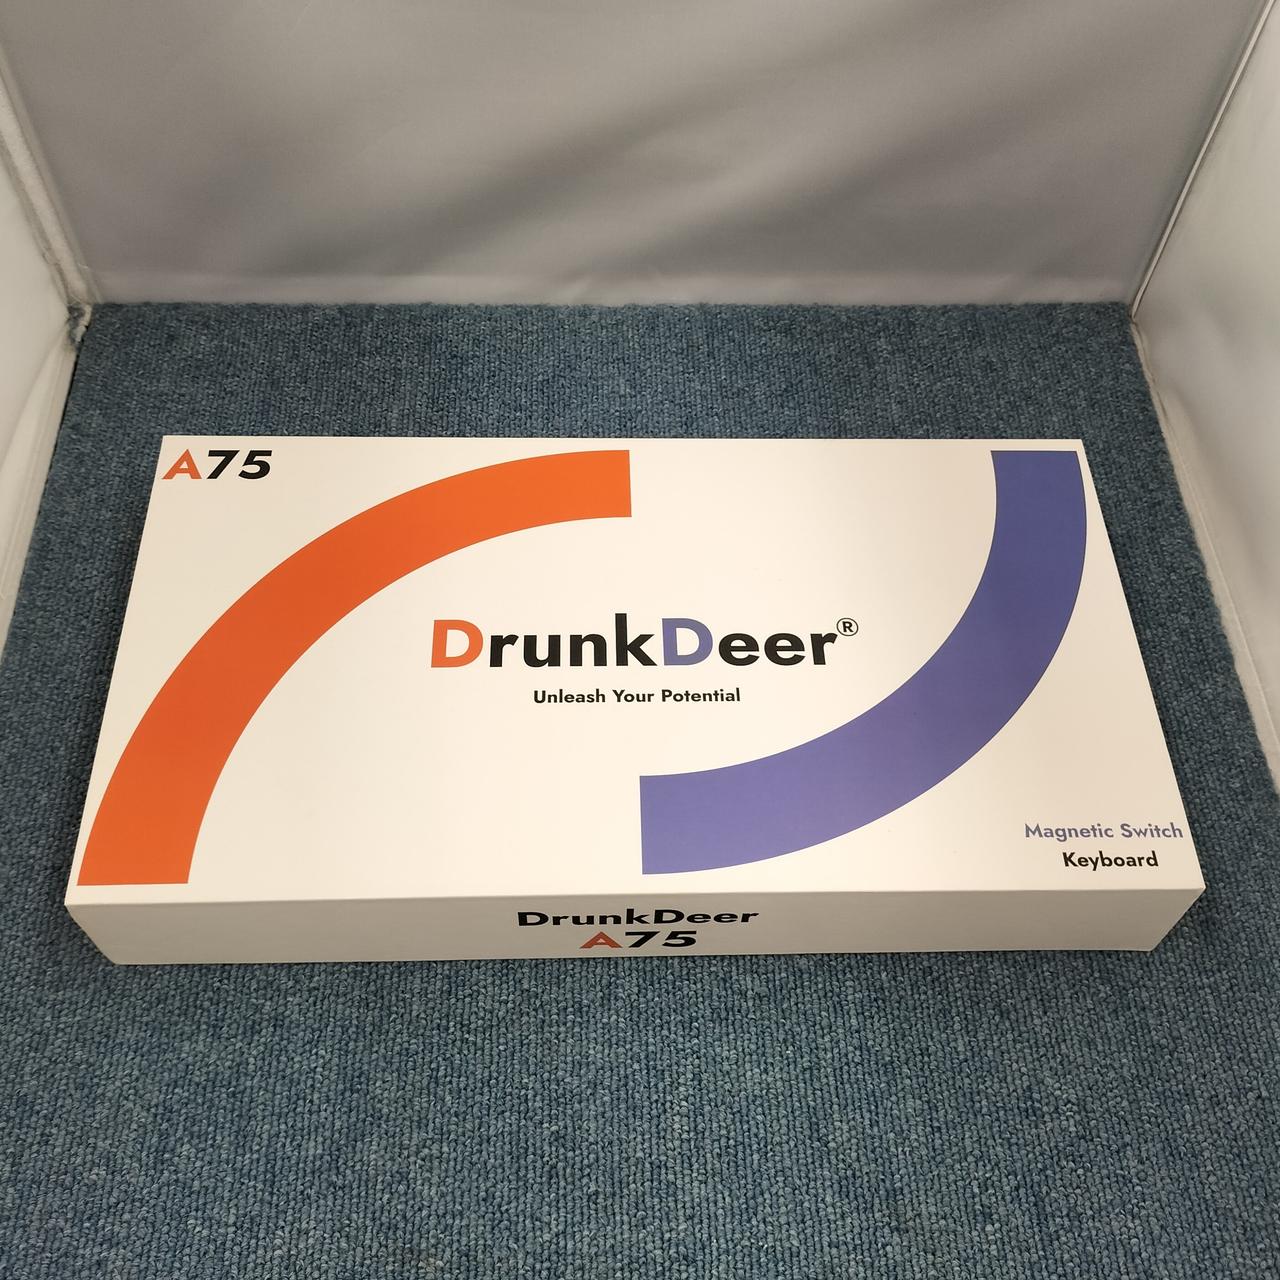 A75
DrunkDeer®
Unleash Your Potential
Magnetic Switch
Keyboard
DrunkDeer
A75